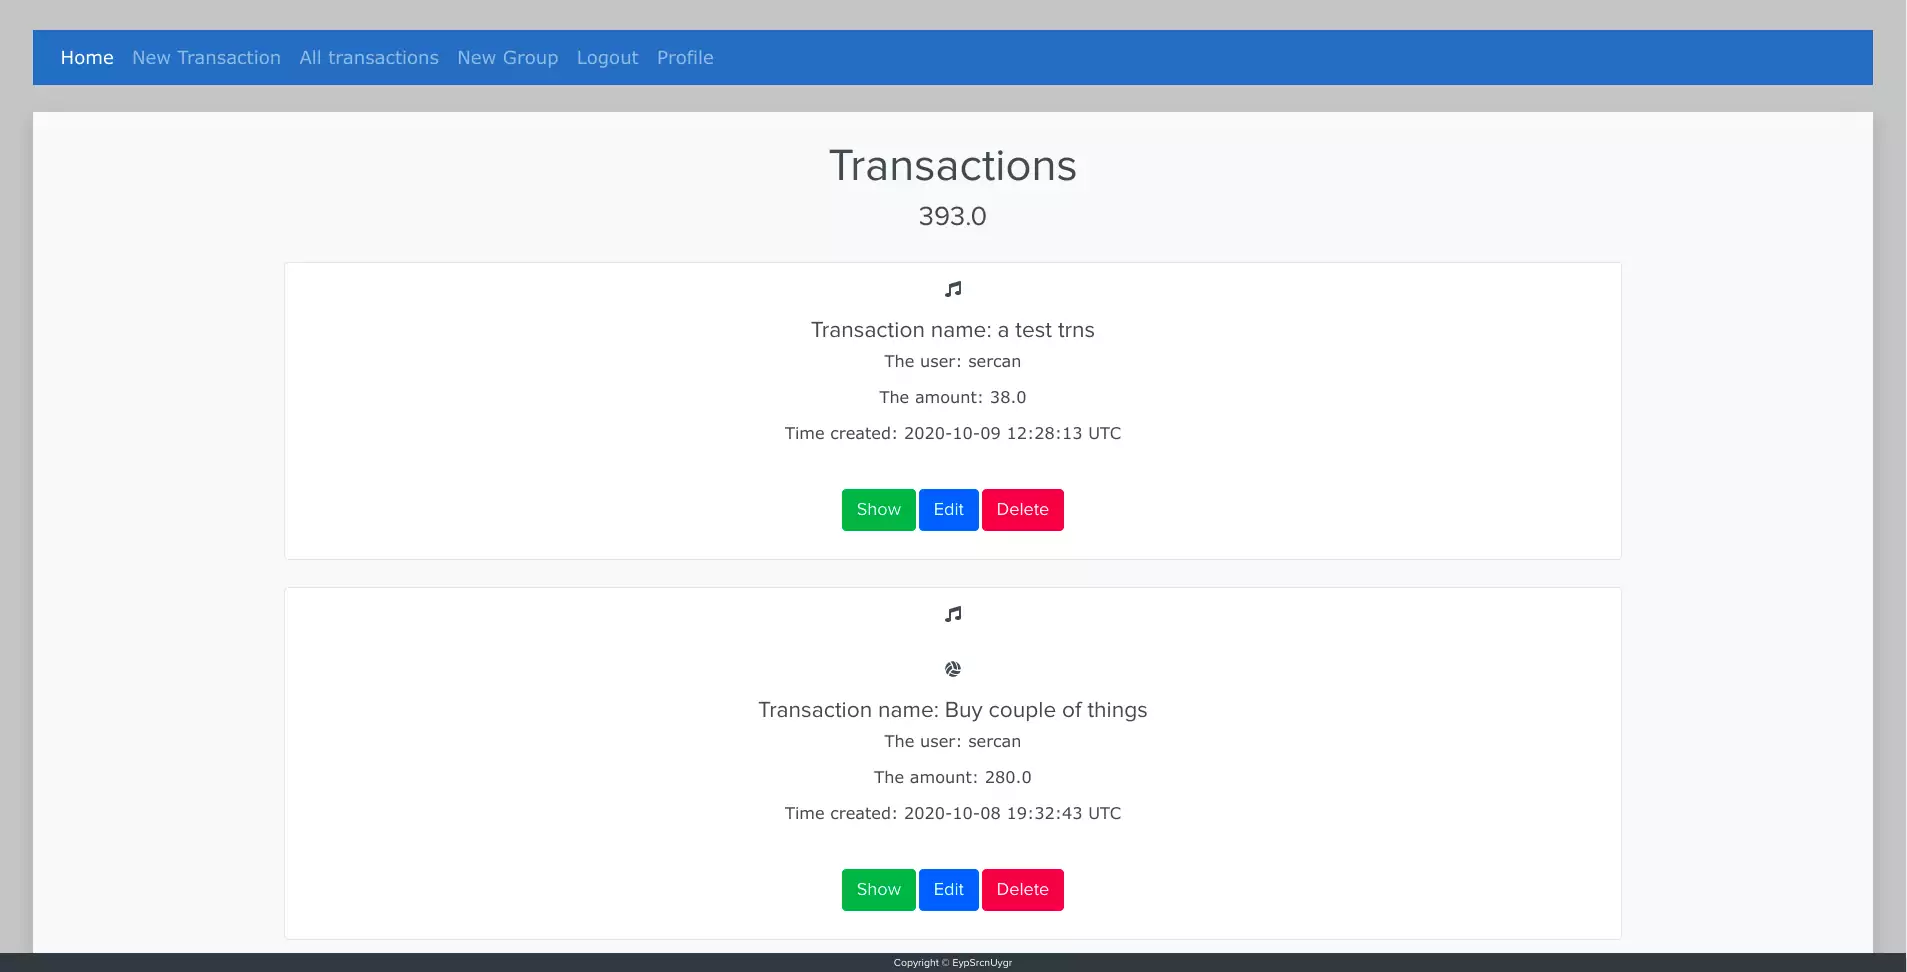 Home New Transaction All transactions New Group Logout Profile
Transactions
393.0
Transaction name: a test trns
The user: sercan
The amount: 38.0
Time created: 2020-10-09 12:28:13 UTC
Show Edit Delete
Transaction name: Buy couple of things
The user: sercan
The amount: 280.0
Time created: 2020-10-08 19:32:43 UTC
Show Edit Delete
Copyright © EypSrcnUygr